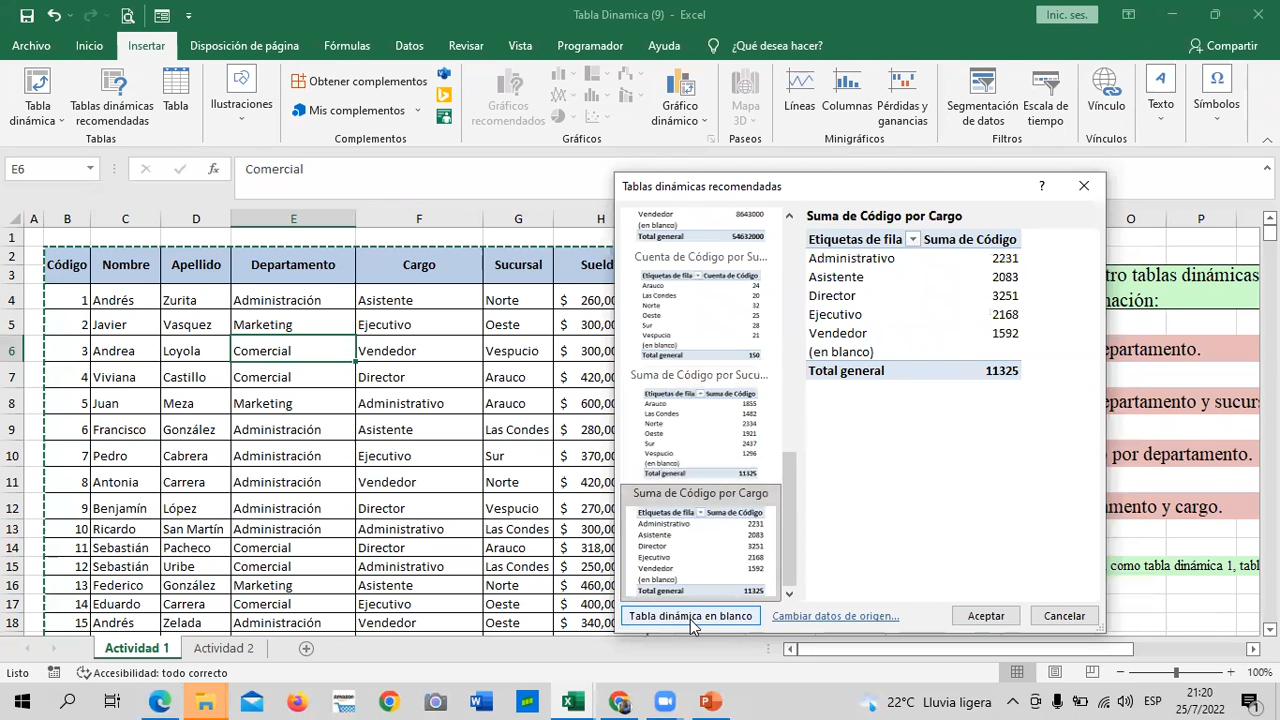 Tabla Dinamica (9) - Excel
Inic. ses.
Archivo Inicio Insertar Disposición de página Fórmulas Datos Revisar Vista Programador Ayuda ¿Qué desea hacer? Compartir
Tabla dinámica
Tablas dinámicas recomendadas
Tabla
Tablas
Ilustraciones
Obtener complementos
Mis complementos
Complementos
Gráficos recomendados
Gráfico dinámico
Gráficos
Mapa 3D
Paseos
Líneas
Columnas
Pérdidas y ganancias
Minigráficos
Segmentación de datos
Escala de tiempo
Filtros
Vínculo
Vínculos
Texto
Símbolos
E6 fx Comercial
A B C D E F G H O P
1
2
3
Código Nombre Apellido Departamento Cargo Sucursal
4 1 Andrés Zurita Administración Asistente Norte $ 260,00
5 2 Javier Vasquez Marketing Ejecutivo Oeste $ 300,00
6 3 Andrea Loyola Comercial Vendedor Vespucio $ 300,00
7 4 Viviana Castillo Comercial Director Arauco $ 420,00
8 5 Juan Meza Marketing Administrativo Arauco $ 600,00
9 6 Francisco González Administración Asistente Las Condes $ 280,00
10 7 Pedro Cabrera Administración Ejecutivo Sur $ 370,00
11 8 Antonia Carrera Administración Vendedor Norte $ 420,00
12 9 Benjamín López Administración Director Vespucio $ 270,00
13 10 Ricardo San Martín Administración Administrativo Las Condes $ 340,00
14 11 Sebastián Pacheco Comercial Director Arauco $ 318,00
15 12 Sebastián Uribe Comercial Administrativo Las Condes $ 250,00
16 13 Federico González Marketing Asistente Norte $ 460,00
17 14 Eduardo Carrera Comercial Ejecutivo Oeste $ 400,00
18 15 Andrés Zelada Administración Vendedor Oeste $ 340,00
tro tablas dinámicas
nación:
epartamento.
epartamento y sucurs
por departamento.
amento y cargo.
como tabla dinámica 1, tabl
Tablas dinámicas recomendadas ?
Vendedor 8643000
(en blanco)
Total general 54632000
Cuenta de Código por Su...
Etiquetas de fila Cuenta de Código
Arauco 24
Las Condes 20
Norte 32
Oeste 25
Sur 28
Vespucio 21
(en blanco)
Total general 150
Suma de Código por Sucu...
Etiquetas de fila Suma de Código
Arauco 1855
Las Condes 1482
Norte 2334
Oeste 1921
Sur 2437
Vespucio 1296
(en blanco)
Total general 11325
Suma de Código por Cargo
Etiquetas de fila Suma de Código
Administrativo 2231
Asistente 2083
Director 3251
Ejecutivo 2168
Vendedor 1592
(en blanco)
Total general 11325
Suma de Código por Cargo
Etiquetas de fila Suma de Código
Administrativo 2231
Asistente 2083
Director 3251
Ejecutivo 2168
Vendedor 1592
(en blanco)
Total general 11325
Tabla dinámica en blanco Cambiar datos de origen... Aceptar Cancelar
Actividad 1 Actividad 2
Listo Accesibilidad: todo correcto 100%
22°C Lluvia ligera ESP 21:20
25/7/2022